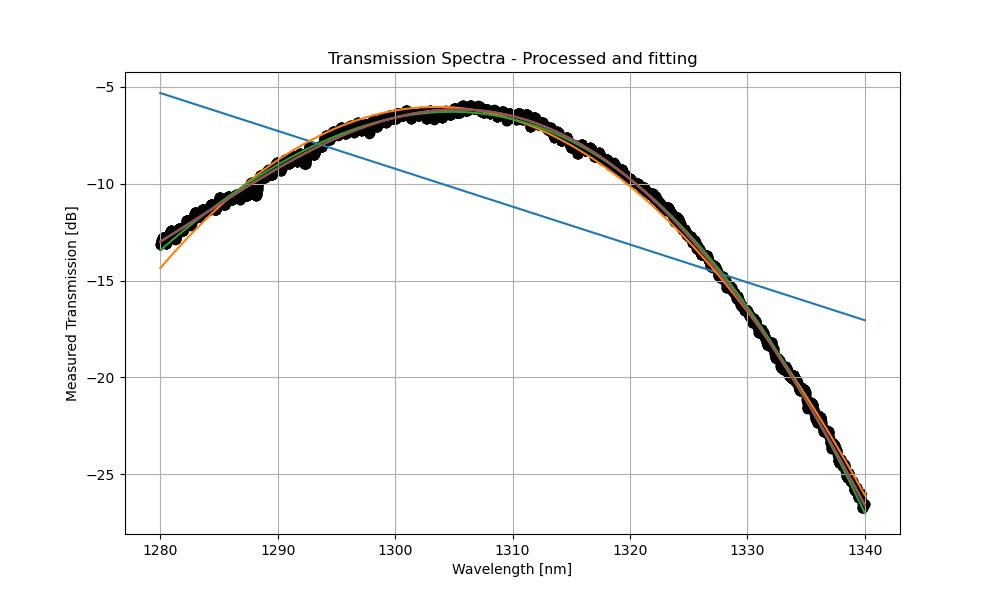 Transmission Spectra - Processed and fitting
Measured Transmission [dB]
−5
−10
−15
−20
−25
1280 1290 1300 1310 1320 1330 1340
Wavelength [nm]